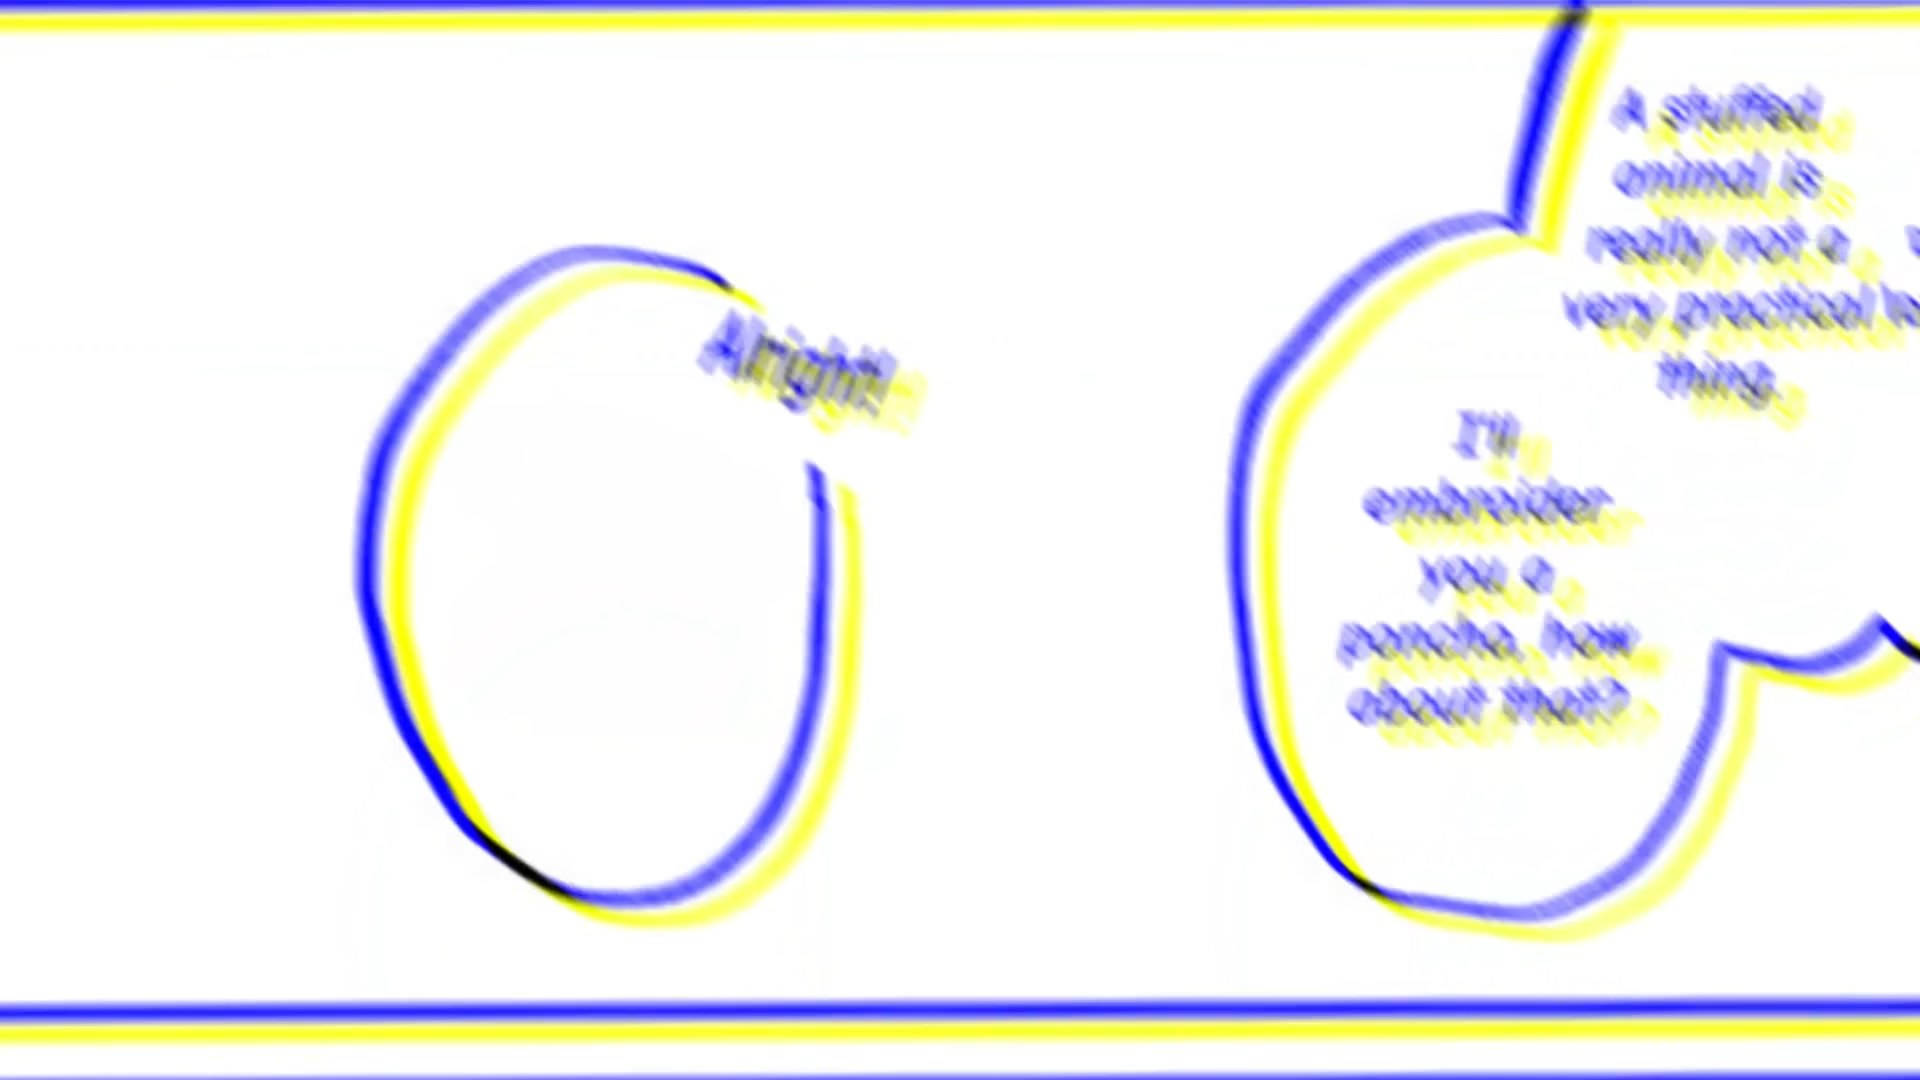 Alright!
A stuffed
animal is
really not a
very practical
thing.
I'll
embroider
you a
poncho, how
about that?